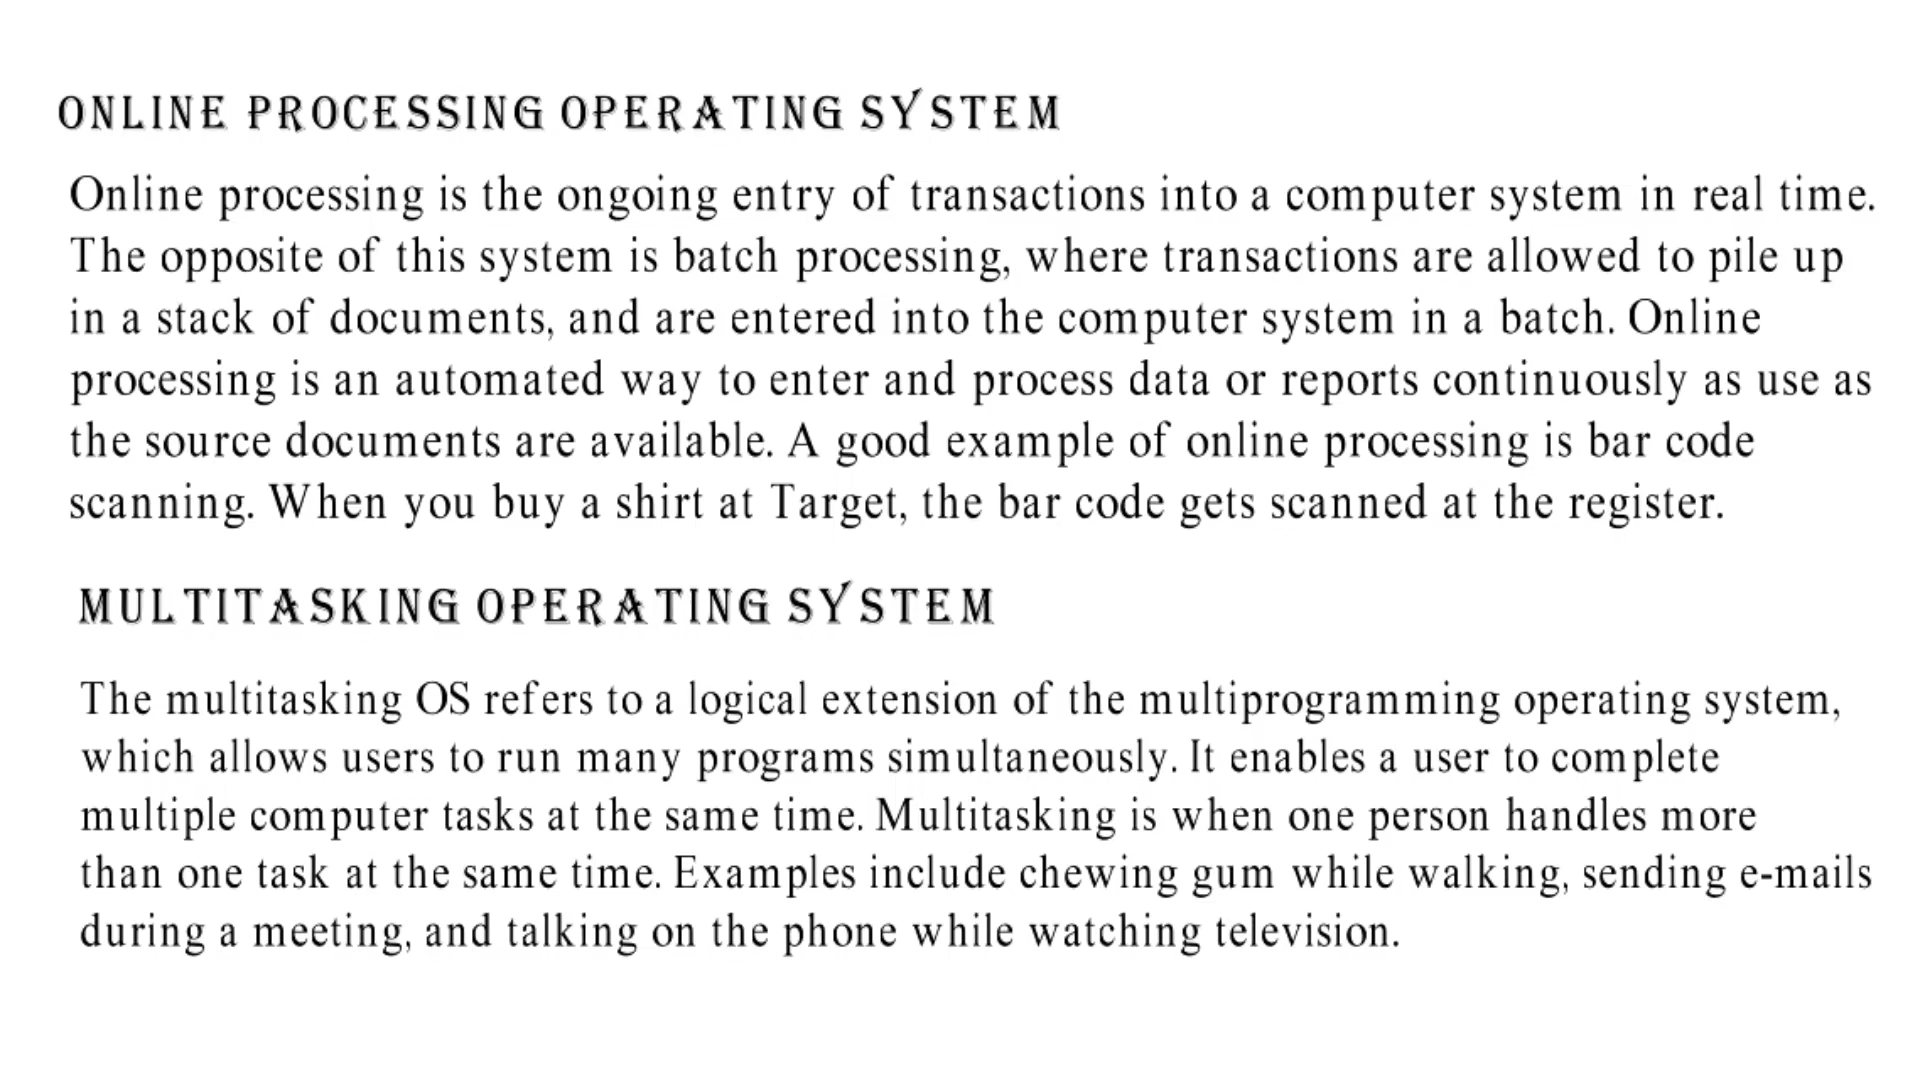 ONLINE PROCESSING OPERATING SYSTEM
Online processing is the ongoing entry of transactions into a computer system in real time.
The opposite of this system is batch processing, where transactions are allowed to pile up
in a stack of documents, and are entered into the computer system in a batch. Online
processing is an automated way to enter and process data or reports continuously as use as
the source documents are available. A good example of online processing is bar code
scanning. When you buy a shirt at Target, the bar code gets scanned at the register.
MULTITASKING OPERATING SYSTEM
The multitasking OS refers to a logical extension of the multiprogramming operating system,
which allows users to run many programs simultaneously. It enables a user to complete
multiple computer tasks at the same time. Multitasking is when one person handles more
than one task at the same time. Examples include chewing gum while walking, sending e-mails
during a meeting, and talking on the phone while watching television.